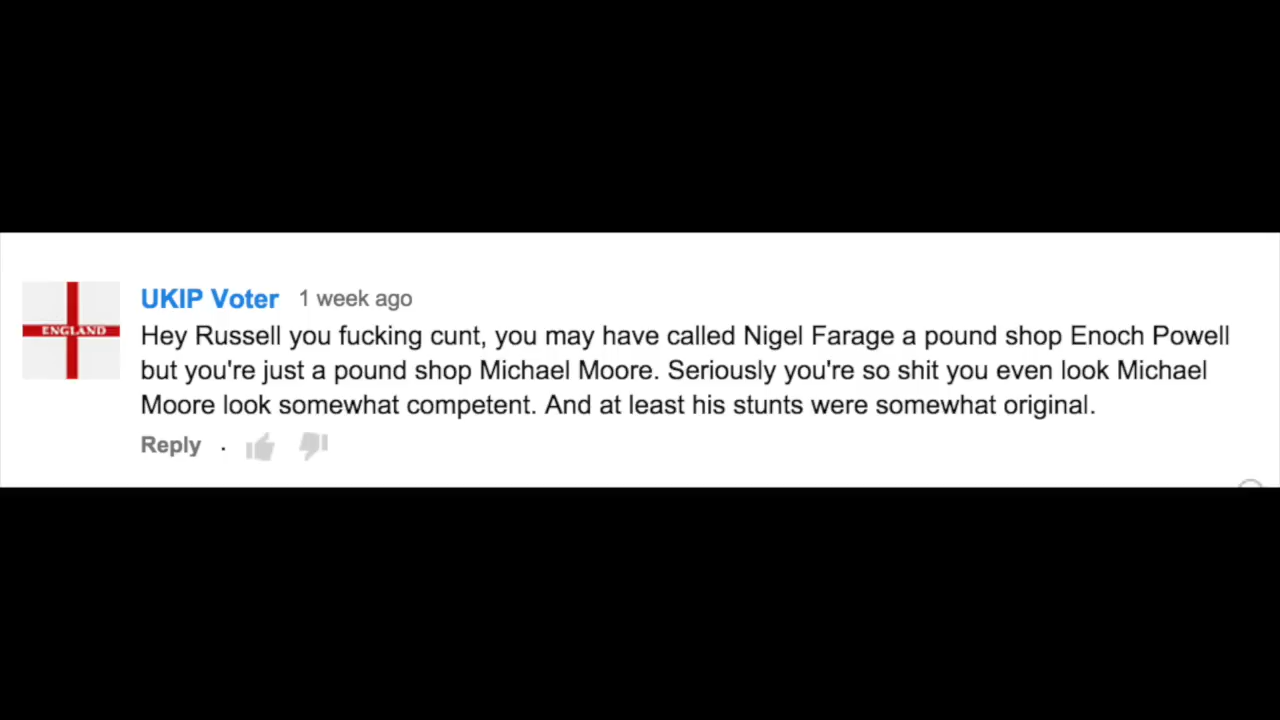 ENGLAND
UKIP Voter 1 week ago
Hey Russell you fucking cunt, you may have called Nigel Farage a pound shop Enoch Powell
but you're just a pound shop Michael Moore. Seriously you're so shit you even look Michael
Moore look somewhat competent. And at least his stunts were somewhat original.
Reply ·